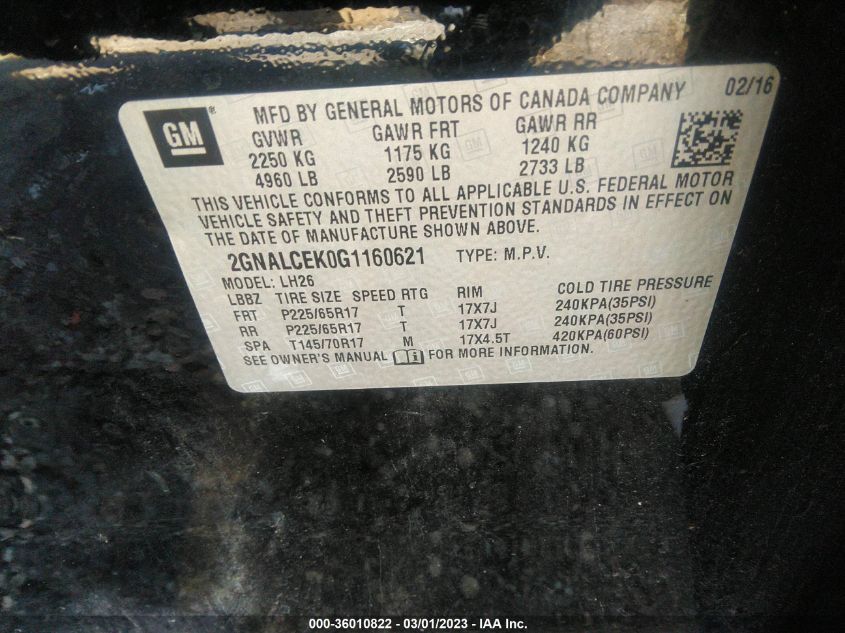 MFD BY GENERAL MOTORS OF CANADA COMPANY 02/16
GM ®
GVWR GAWR FRT GAWR RR
2250 KG 1175 KG 1240 KG
4960 LB 2590 LB 2733 LB
THIS VEHICLE CONFORMS TO ALL APPLICABLE U.S. FEDERAL MOTOR
VEHICLE SAFETY AND THEFT PREVENTION STANDARDS IN EFFECT ON
THE DATE OF MANUFACTURE SHOWN ABOVE.
2GNALCEK0G1160621 TYPE: M.P.V.
MODEL: LH26
LBBZ TIRE SIZE SPEED RTG RIM COLD TIRE PRESSURE
FRT P225/65R17 T 17X7J 240KPA(35PSI)
RR P225/65R17 T 17X7J 240KPA(35PSI)
SPA T145/70R17 M 17X4.5T 420KPA(60PSI)
SEE OWNER'S MANUAL FOR MORE INFORMATION.
000-36010822 - 03/01/2023 - IAA Inc.